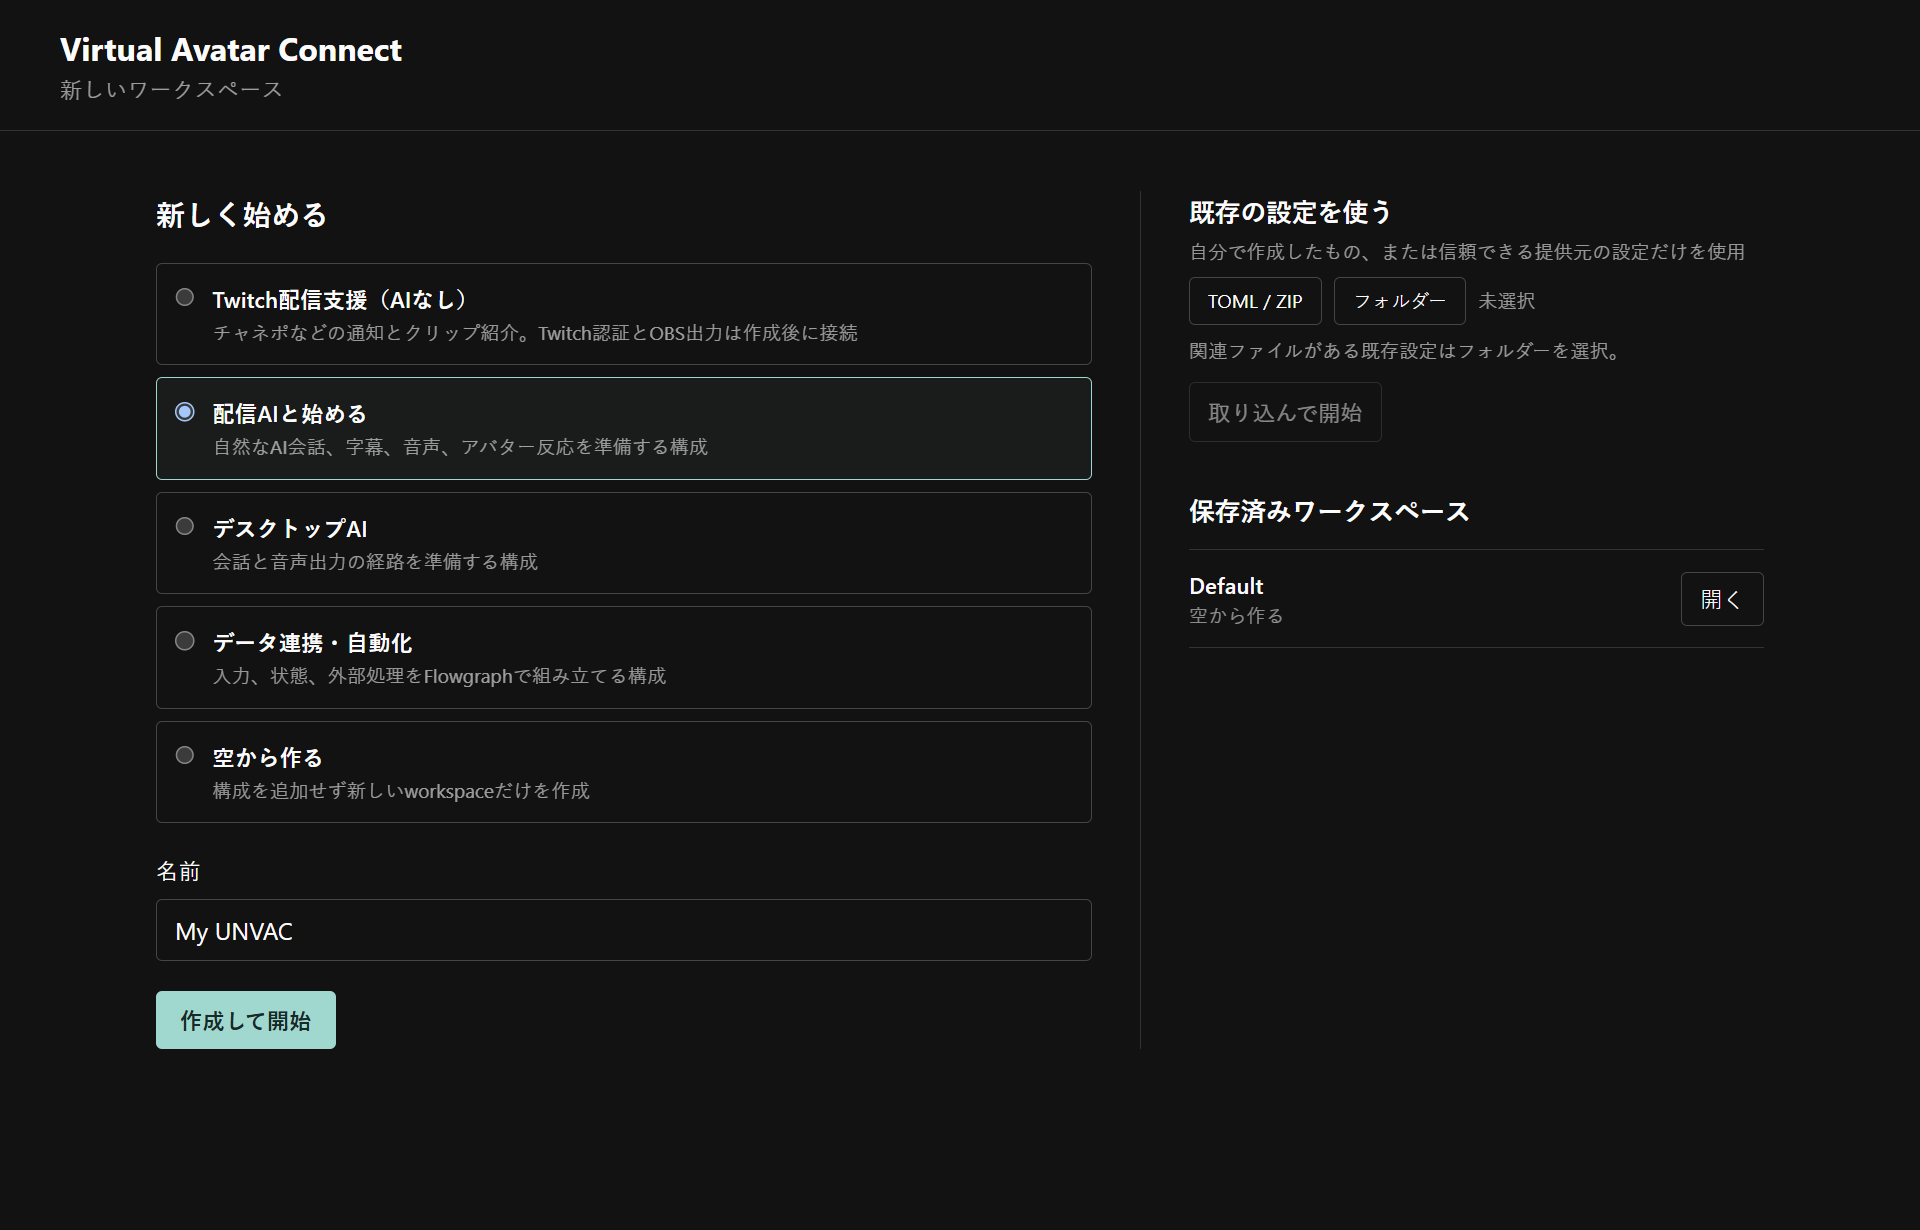 Virtual Avatar Connect
新しいワークスペース
新しく始める
Twitch配信支援（AIなし）
チャネポなどの通知とクリップ紹介。Twitch認証とOBS出力は作成後に接続
配信AIと始める
自然なAI会話、字幕、音声、アバター反応を準備する構成
デスクトップAI
会話と音声出力の経路を準備する構成
データ連携・自動化
入力、状態、外部処理をFlowgraphで組み立てる構成
空から作る
構成を追加せず新しいworkspaceだけを作成
名前
My UNVAC
作成して開始
既存の設定を使う
自分で作成したもの、または信頼できる提供元の設定だけを使用
TOML / ZIP
フォルダー
未選択
関連ファイルがある既存設定はフォルダーを選択。
取り込んで開始
保存済みワークスペース
Default
空から作る
開く